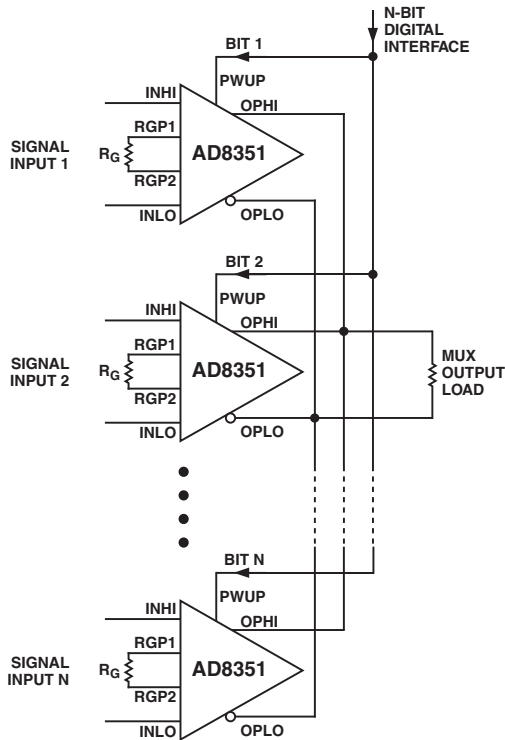 N-BIT
DIGITAL
INTERFACE
BIT 1
PWUP
INHI
OPHI
RGP1
SIGNAL
INPUT 1
RG
AD8351
RGP2
INLO
OPLO
BIT 2
PWUP
INHI
OPHI
RGP1
SIGNAL
INPUT 2
RG
AD8351
MUX
OUTPUT
LOAD
RGP2
INLO
OPLO
BIT N
PWUP
INHI
OPHI
RGP1
SIGNAL
INPUT N
RG
AD8351
RGP2
INLO
OPLO